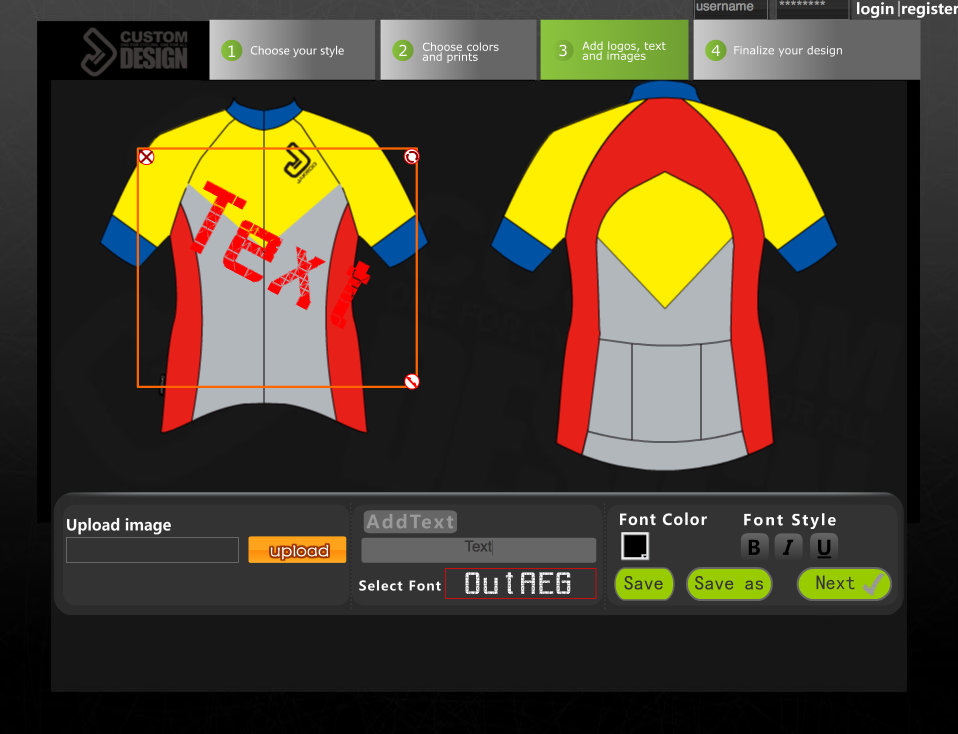 username
********
login |register
CUSTOM
DESIGN
1 Choose your style
2 Choose colors
and prints
3 Add logos, text
and images
4 Finalize your design
Text
Upload image
upload
AddText
Text
Select Font
OutAEG
Font Color
Font Style
B I U
Save
Save as
Next